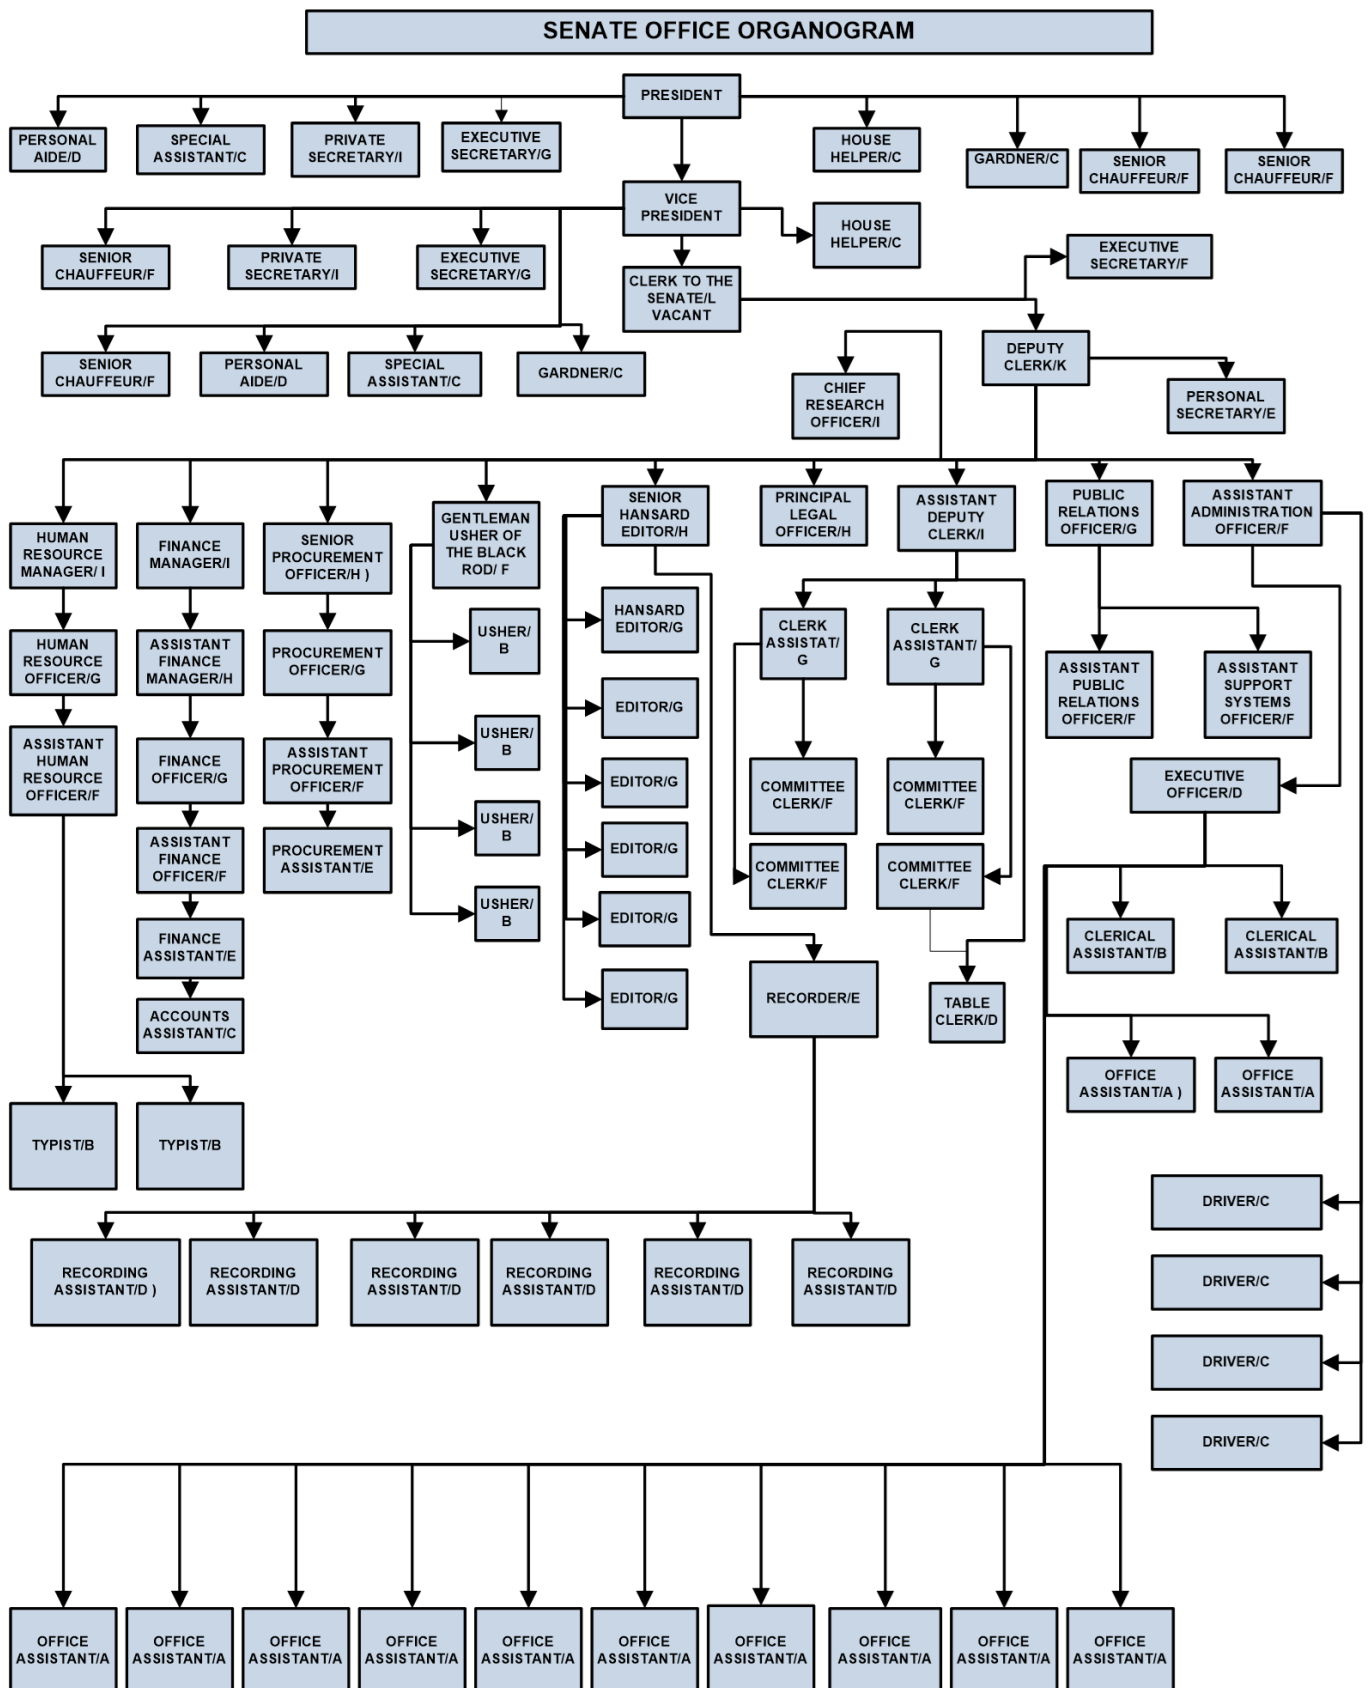 SENATE OFFICE ORGANOGRAM
PRESIDENT
PERSONAL
AIDE/D
SPECIAL
ASSISTANT/C
PRIVATE
SECRETARY/I
EXECUTIVE
SECRETARY/G
HOUSE
HELPER/C
GARDNER/C
SENIOR
CHAUFFEUR/F
SENIOR
CHAUFFEUR/F
VICE
PRESIDENT
HOUSE
HELPER/C
SENIOR
CHAUFFEUR/F
PRIVATE
SECRETARY/I
EXECUTIVE
SECRETARY/G
EXECUTIVE
SECRETARY/F
CLERK TO THE
SENATE/L
VACANT
SENIOR
CHAUFFEUR/F
PERSONAL
AIDE/D
SPECIAL
ASSISTANT/C
GARDNER/C
DEPUTY
CLERK/K
CHIEF
RESEARCH
OFFICER/I
PERSONAL
SECRETARY/E
HUMAN
RESOURCE
MANAGER/ I
FINANCE
MANAGER/I
SENIOR
PROCUREMENT
OFFICER/H )
GENTLEMAN
USHER OF
THE BLACK
ROD/ F
SENIOR
HANSARD
EDITOR/H
PRINCIPAL
LEGAL
OFFICER/H
ASSISTANT
DEPUTY
CLERK/I
PUBLIC
RELATIONS
OFFICER/G
ASSISTANT
ADMINISTRATION
OFFICER/F
HUMAN
RESOURCE
OFFICER/G
ASSISTANT
FINANCE
MANAGER/H
PROCUREMENT
OFFICER/G
USHER/
B
HANSARD
EDITOR/G
CLERK
ASSISTAT/
G
CLERK
ASSISTANT/
G
ASSISTANT
PUBLIC
RELATIONS
OFFICER/F
ASSISTANT
SUPPORT
SYSTEMS
OFFICER/F
EDITOR/G
ASSISTANT
HUMAN
RESOURCE
OFFICER/F
FINANCE
OFFICER/G
ASSISTANT
PROCUREMENT
OFFICER/F
USHER/
B
EDITOR/G
COMMITTEE
CLERK/F
COMMITTEE
CLERK/F
EXECUTIVE
OFFICER/D
ASSISTANT
FINANCE
OFFICER/F
PROCUREMENT
ASSISTANT/E
USHER/
B
EDITOR/G
COMMITTEE
CLERK/F
COMMITTEE
CLERK/F
USHER/
B
EDITOR/G
FINANCE
ASSISTANT/E
CLERICAL
ASSISTANT/B
CLERICAL
ASSISTANT/B
ACCOUNTS
ASSISTANT/C
EDITOR/G
RECORDER/E
TABLE
CLERK/D
OFFICE
ASSISTANT/A )
OFFICE
ASSISTANT/A
TYPIST/B
TYPIST/B
DRIVER/C
RECORDING
ASSISTANT/D )
RECORDING
ASSISTANT/D
RECORDING
ASSISTANT/D
RECORDING
ASSISTANT/D
RECORDING
ASSISTANT/D
RECORDING
ASSISTANT/D
DRIVER/C
DRIVER/C
DRIVER/C
OFFICE
ASSISTANT/A
OFFICE
ASSISTANT/A
OFFICE
ASSISTANT/A
OFFICE
ASSISTANT/A
OFFICE
ASSISTANT/A
OFFICE
ASSISTANT/A
OFFICE
ASSISTANT/A
OFFICE
ASSISTANT/A
OFFICE
ASSISTANT/A
OFFICE
ASSISTANT/A